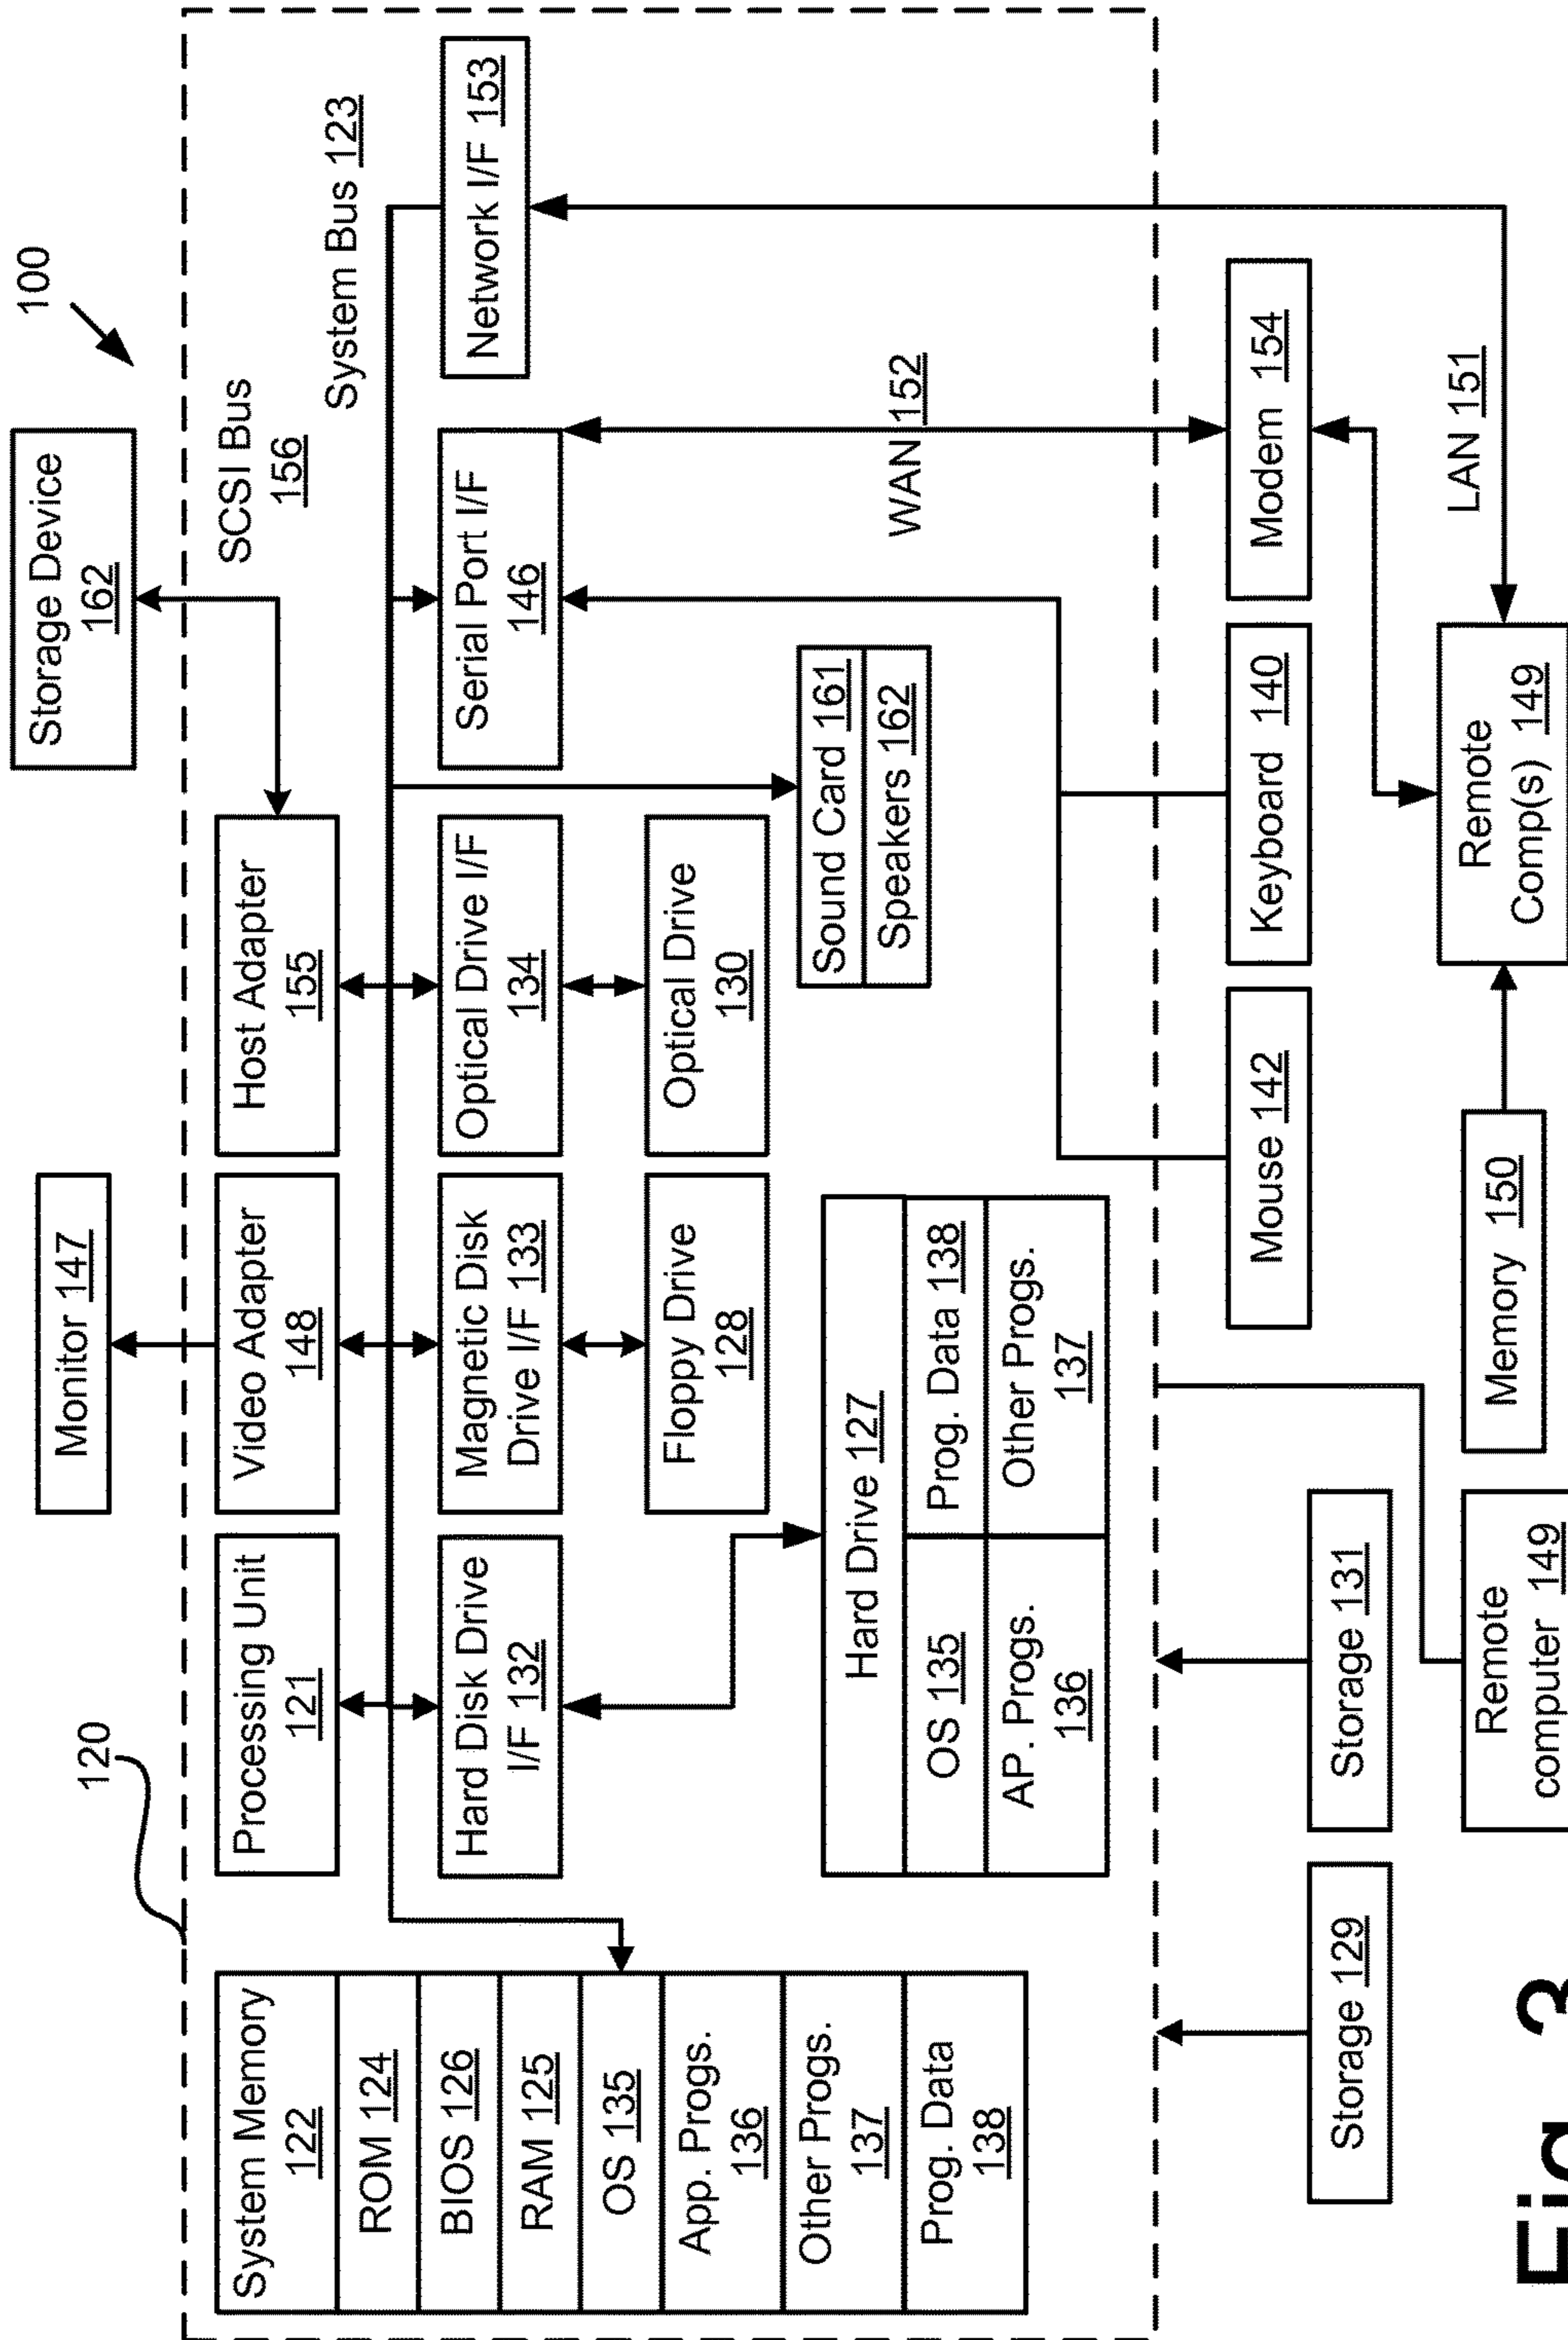 100
Storage Device
162
Monitor 147
120
SCSI Bus
156
System Memory
122
ROM 124
BIOS 126
RAM 125
OS 135
App. Progs.
136
Other Progs.
137
Prog. Data
138
Processing Unit
121
Video Adapter
148
Host Adapter
155
System Bus 123
Hard Disk Drive
I/F 132
Magnetic Disk
Drive I/F 133
Optical Drive I/F
134
Serial Port I/F
146
Network I/F 153
Floppy Drive
128
Optical Drive
130
Sound Card 161
Speakers 162
Hard Drive 127
OS 135
Prog. Data 138
AP. Progs.
136
Other Progs.
137
WAN 152
Storage 129
Storage 131
Mouse 142
Keyboard 140
Modem 154
LAN 151
Remote
computer 149
Memory 150
Remote
Comp(s) 149
Fig. 3